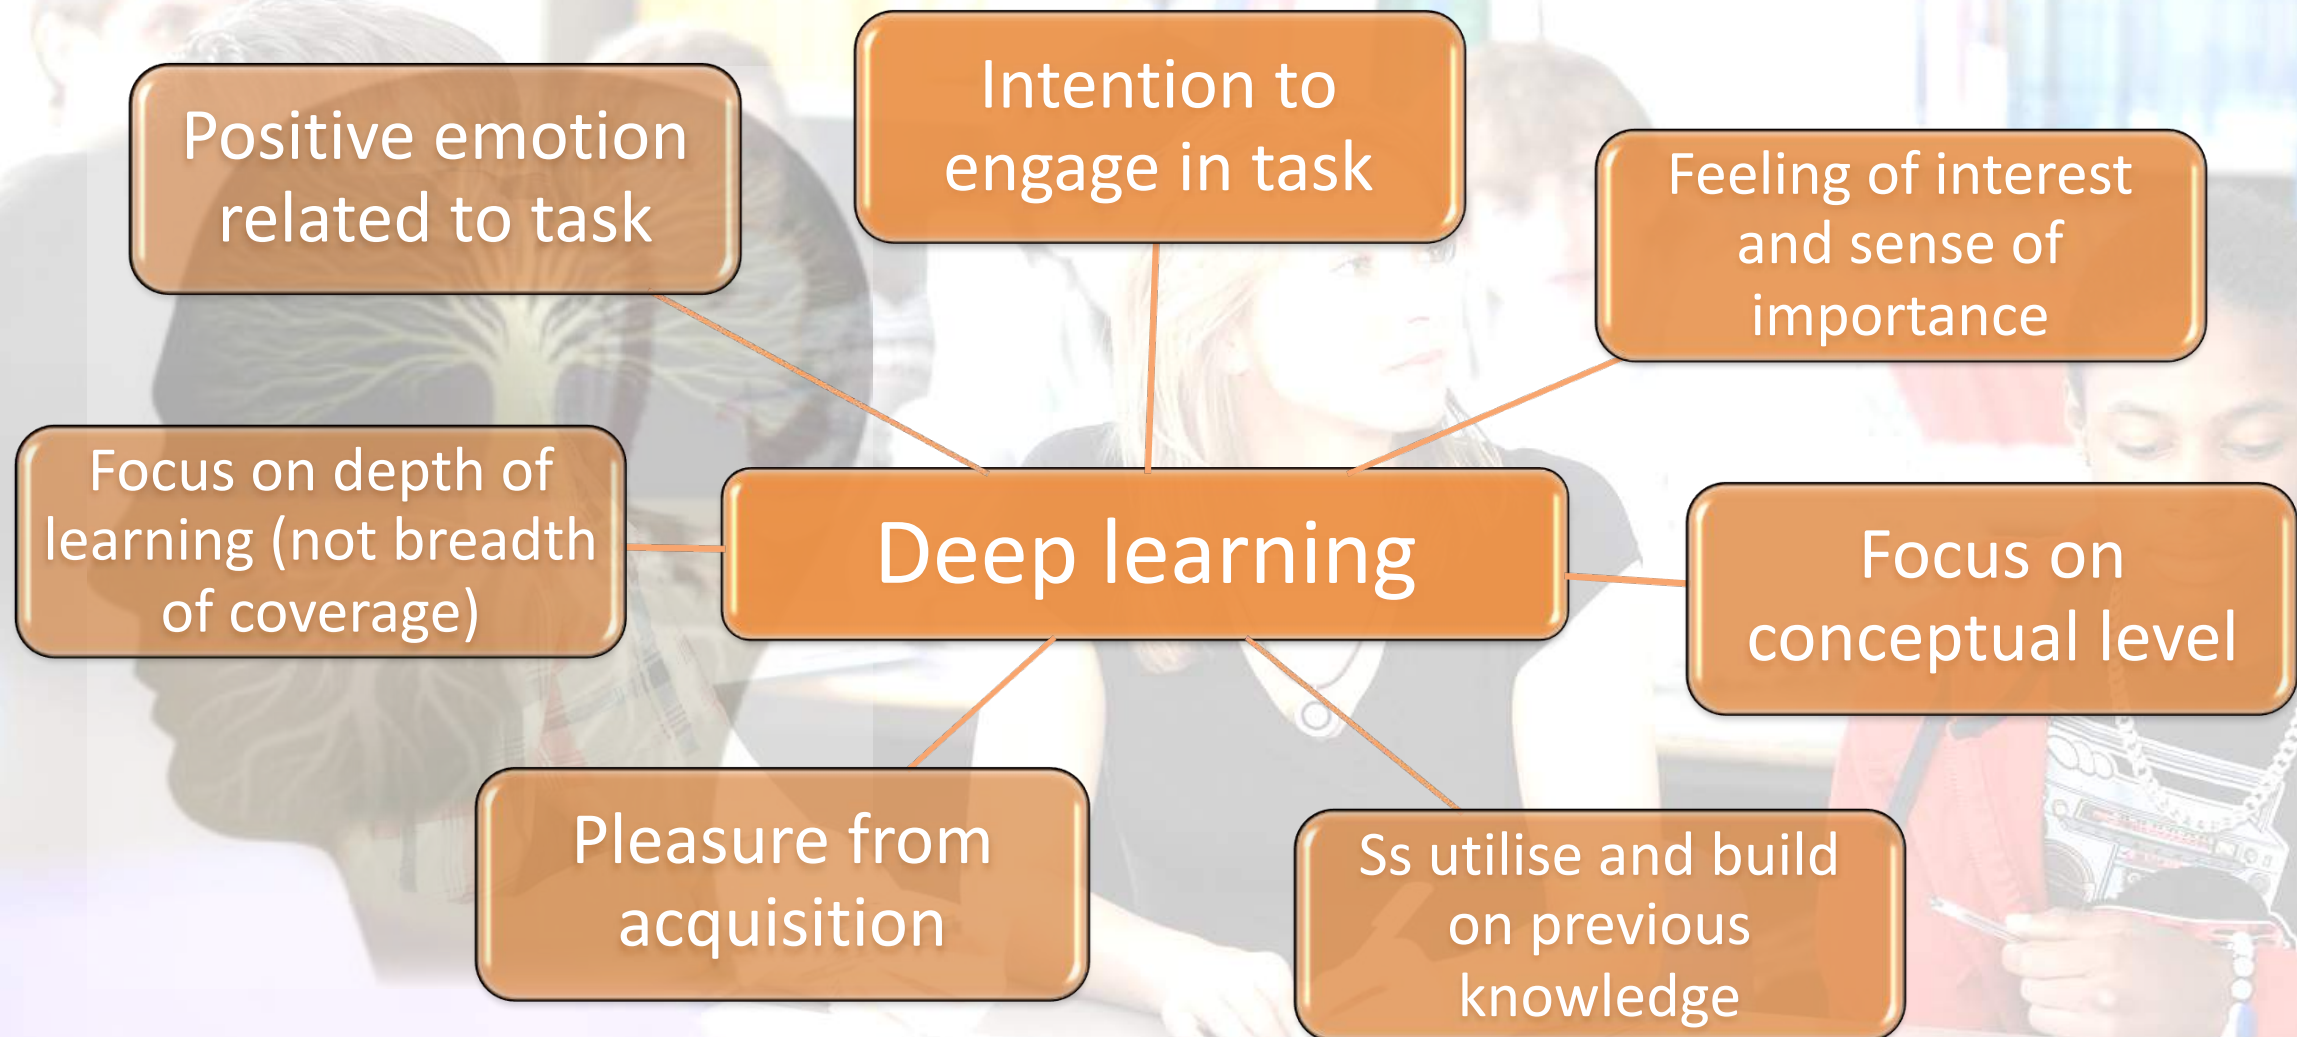 Positive emotion
related to task
Intention to
engage in task
Feeling of interest
and sense of
importance
Focus on depth of
learning (not breadth
of coverage)
Deep learning
Focus on
conceptual level
Pleasure from
acquisition
Ss utilise and build
on previous
knowledge